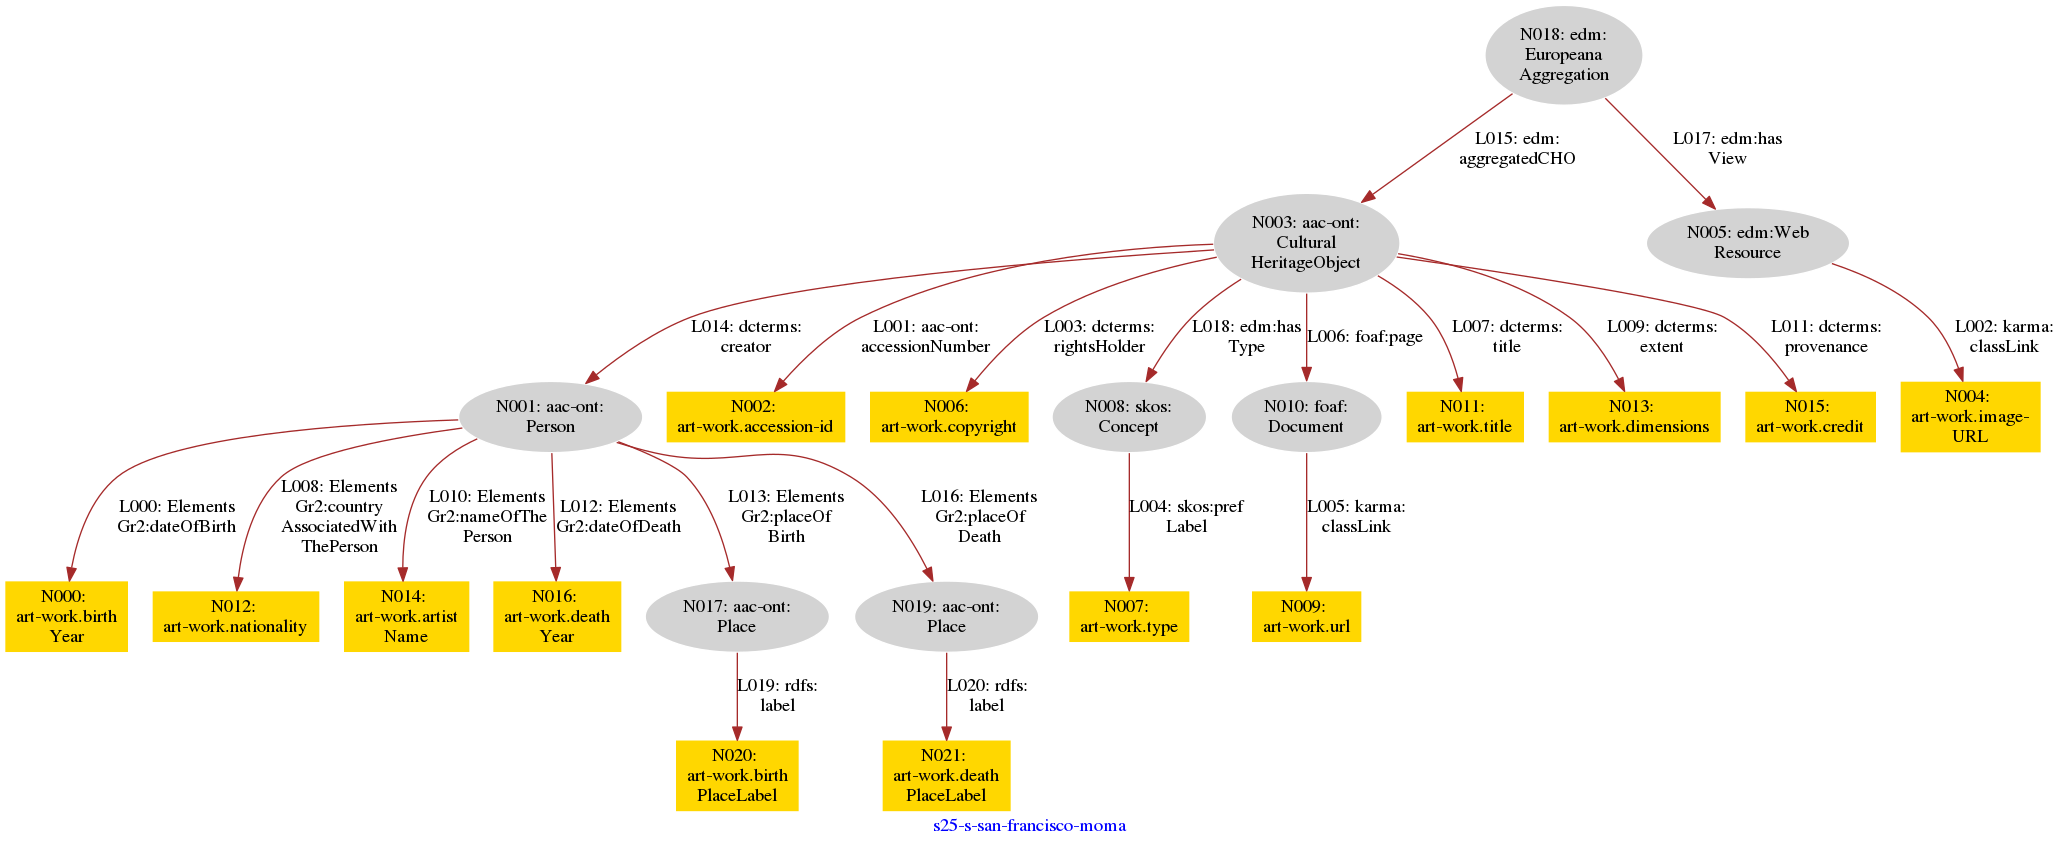 N018: edm:
Europeana
Aggregation
L015: edm:
aggregatedCHO
L017: edm:has
View
N003: aac-ont:
Cultural
HeritageObject
N005: edm:Web
Resource
L014: dcterms:
creator
L001: aac-ont:
accessionNumber
L003: dcterms:
rightsHolder
L018: edm:has
Type
L006: foaf:page
L007: dcterms:
title
L009: dcterms:
extent
L011: dcterms:
provenance
L002: karma:
classLink
N001: aac-ont:
Person
N002:
art-work.accession-id
N006:
art-work.copyright
N008: skos:
Concept
N010: foaf:
Document
N011:
art-work.title
N013:
art-work.dimensions
N015:
art-work.credit
N004:
art-work.image-
URL
L000: Elements
Gr2:dateOfBirth
L008: Elements
Gr2:country
AssociatedWith
ThePerson
L010: Elements
Gr2:nameOfThe
Person
L012: Elements
Gr2:dateOfDeath
L013: Elements
Gr2:placeOf
Birth
L016: Elements
Gr2:placeOf
Death
L004: skos:pref
Label
L005: karma:
classLink
N000:
art-work.birth
Year
N012:
art-work.nationality
N014:
art-work.artist
Name
N016:
art-work.death
Year
N017: aac-ont:
Place
N019: aac-ont:
Place
N007:
art-work.type
N009:
art-work.url
L019: rdfs:
label
L020: rdfs:
label
N020:
art-work.birth
PlaceLabel
N021:
art-work.death
PlaceLabel
s25-s-san-francisco-moma